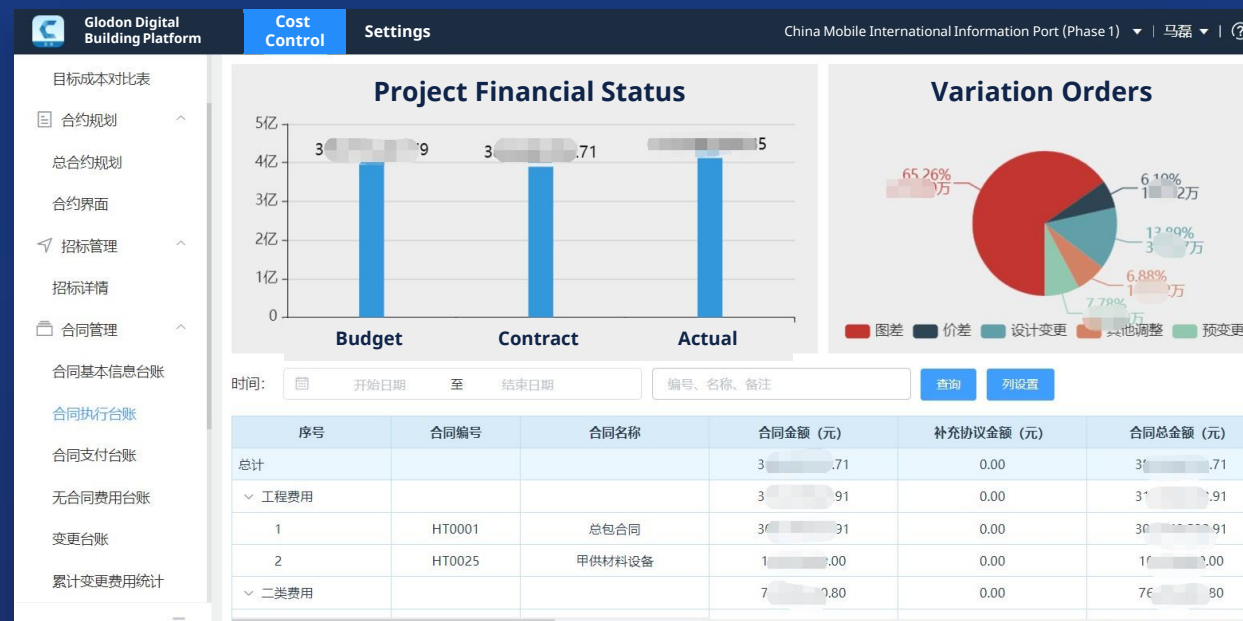 Glodon Digital
Building Platform
Cost
Control
Settings
China Mobile International Information Port (Phase 1)
马磊
目标成本对比表
合约规划
总合约规划
合约界面
招标管理
招标详情
合同管理
合同基本信息台账
合同执行台账
合同支付台账
无合同费用台账
变更台账
累计变更费用统计
Project Financial Status
5亿
4亿
3亿
2亿
1亿
0
Budget
Contract
Actual
Variation Orders
65.26%
13.89%
6.88%
7.78%
图差
价差
设计变更
其他调整
预变更
时间:
开始日期
至
结束日期
编号、名称、备注
查询
列设置
序号 合同编号 合同名称 合同金额 (元) 补充协议金额 (元) 合同总金额 (元)
总计 0.00
工程费用 0.00
1 HT0001 总包合同 0.00
2 HT0025 甲供材料设备 0.00
二类费用 0.00